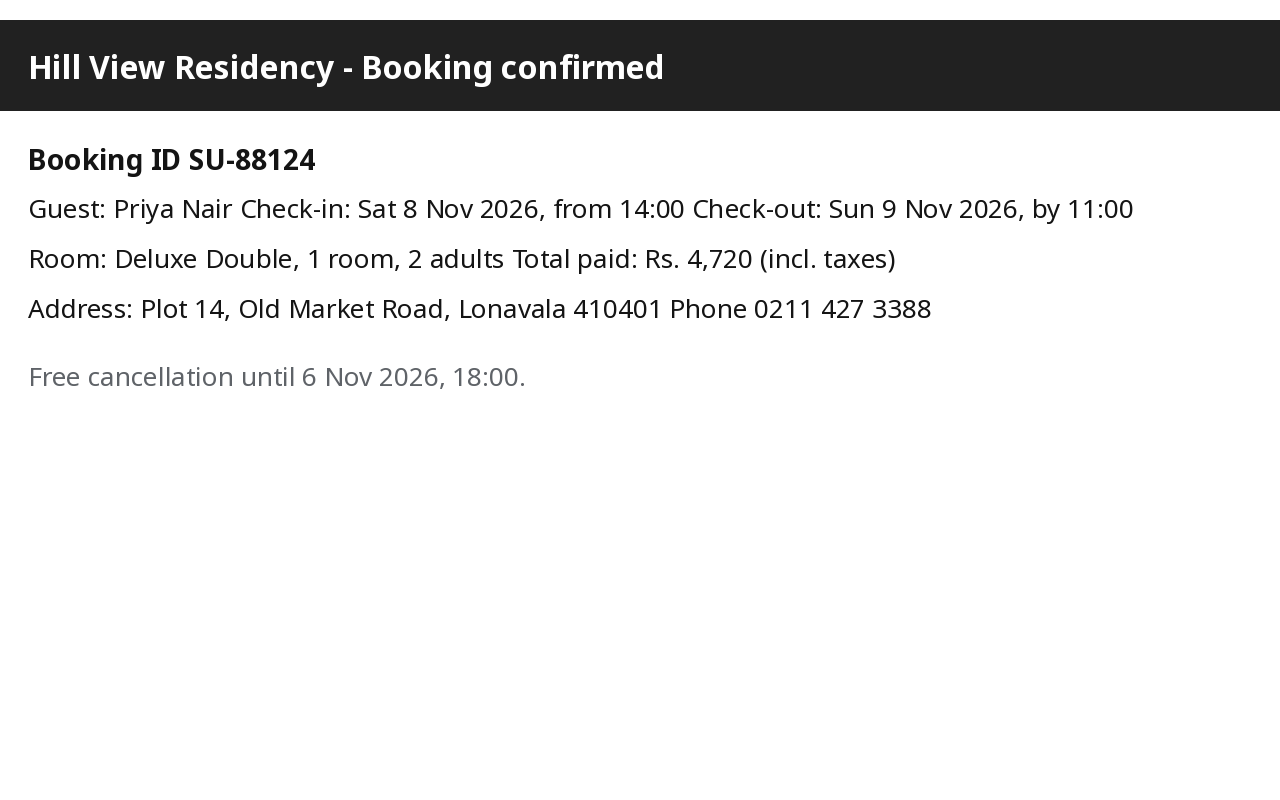 Hill View Residency - Booking confirmed
Booking ID SU-88124
Guest: Priya Nair Check-in: Sat 8 Nov 2026, from 14:00 Check-out: Sun 9 Nov 2026, by 11:00
Room: Deluxe Double, 1 room, 2 adults Total paid: Rs. 4,720 (incl. taxes)
Address: Plot 14, Old Market Road, Lonavala 410401 Phone 0211 427 3388
Free cancellation until 6 Nov 2026, 18:00.